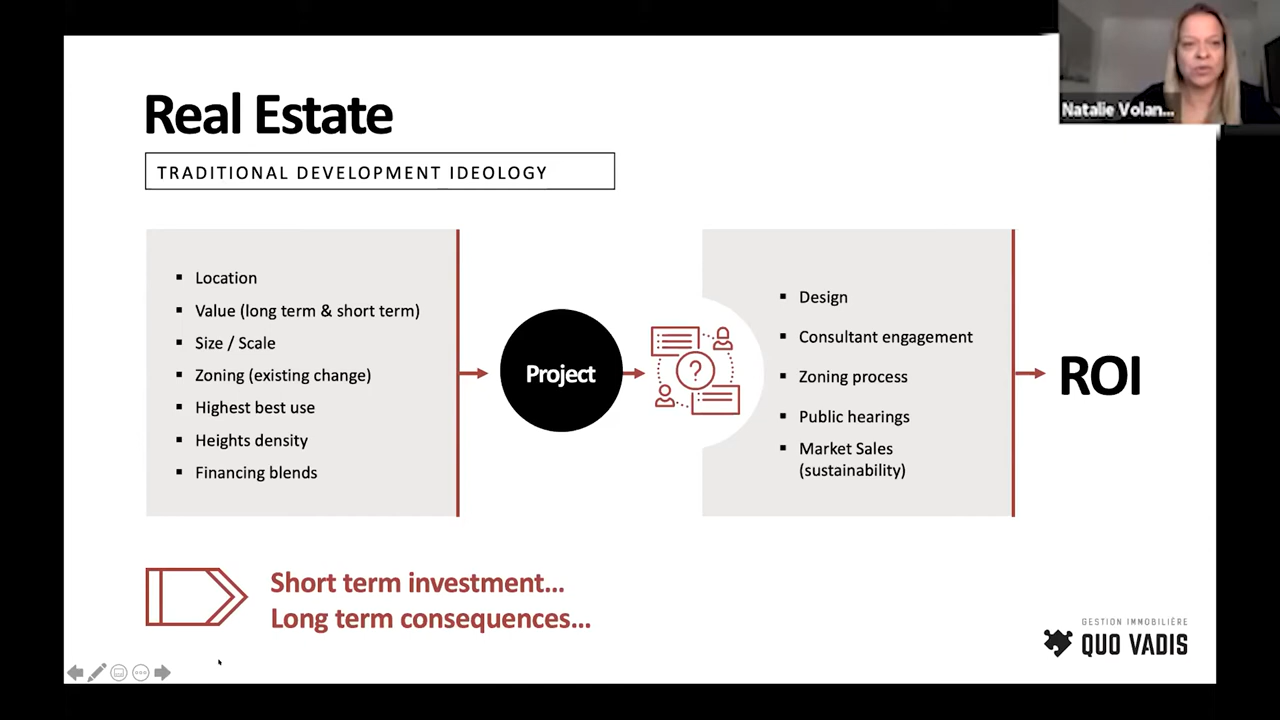 Real Estate
TRADITIONAL DEVELOPMENT IDEOLOGY
Location
Value (long term & short term)
Size / Scale
Zoning (existing change)
Highest best use
Heights density
Financing blends
Project
?
Design
Consultant engagement
Zoning process
Public hearings
Market Sales
(sustainability)
ROI
Short term investment...
Long term consequences...
GESTION IMMOBILIÈRE
QUO VADIS
Natalie Volan...